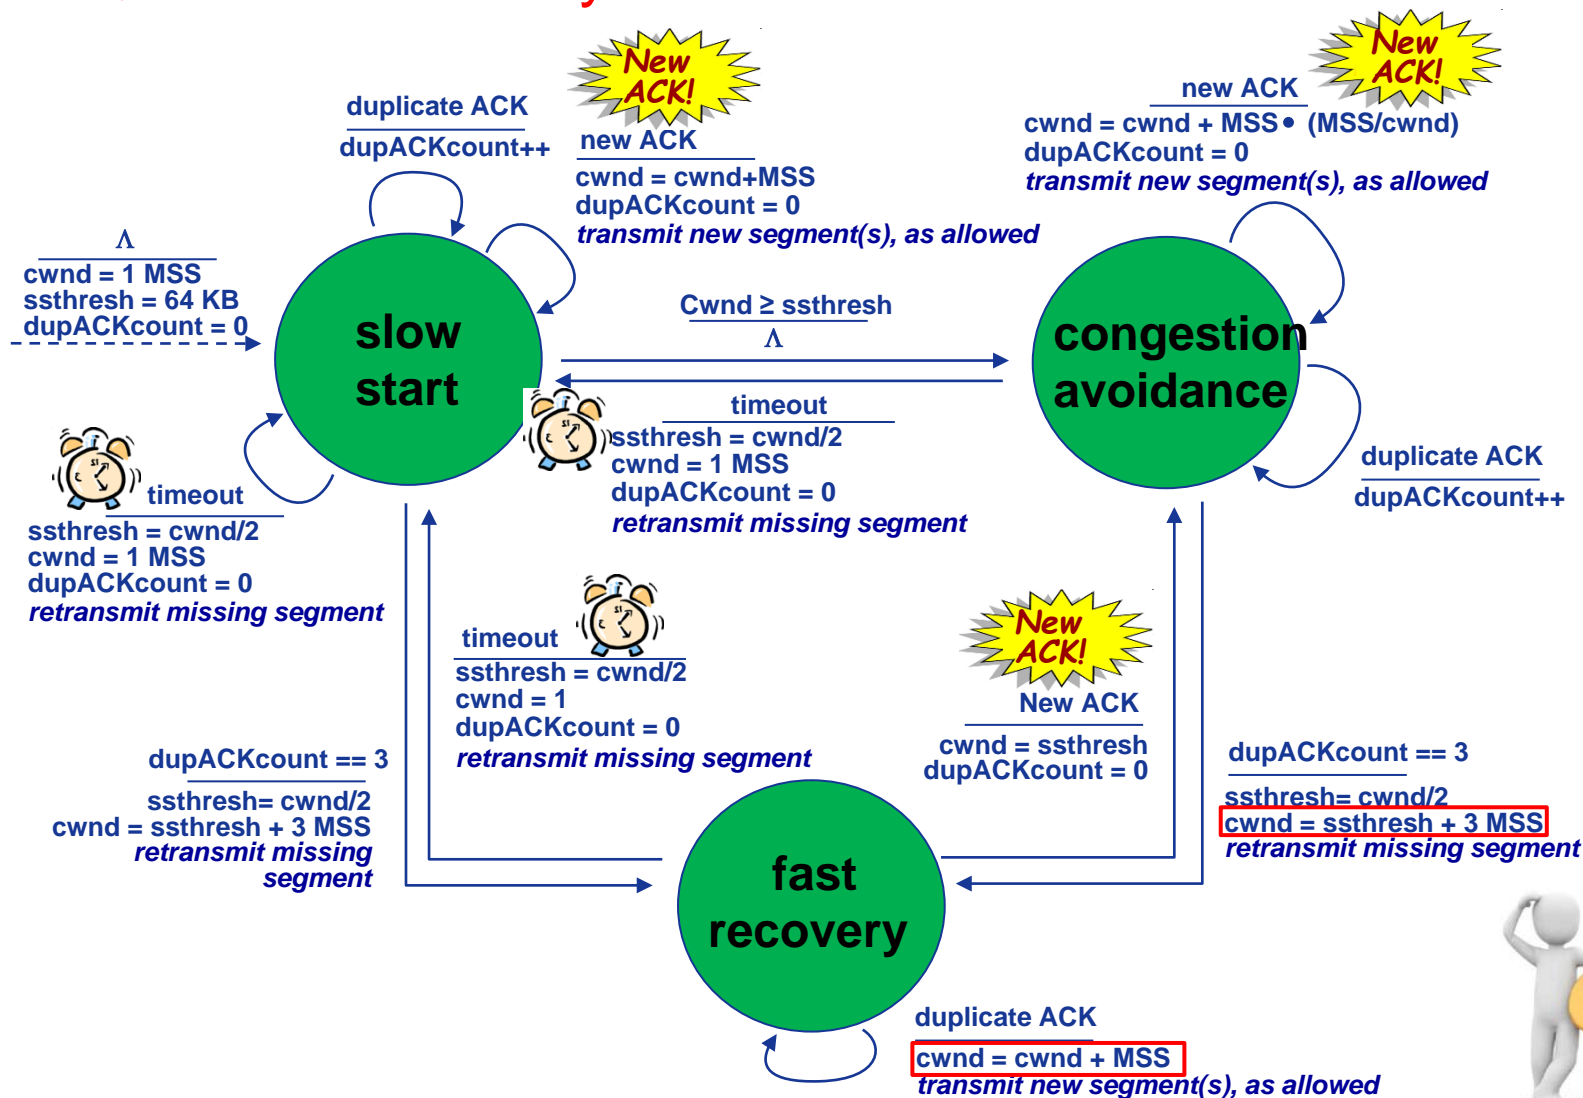 New
ACK!
duplicate ACK
dupACKcount++
new ACK
cwnd = cwnd+MSS
dupACKcount = 0
transmit new segment(s), as allowed
New
ACK!
new ACK
cwnd = cwnd + MSS• (MSS/cwnd)
dupACKcount = 0
transmit new segment(s), as allowed
Λ
cwnd = 1 MSS
ssthresh = 64 KB
dupACKcount = 0
slow
start
Cwnd ≥ ssthresh
Λ
congestion
avoidance
timeout
ssthresh = cwnd/2
cwnd = 1 MSS
dupACKcount = 0
retransmit missing segment
duplicate ACK
dupACKcount++
timeout
ssthresh = cwnd/2
cwnd = 1 MSS
dupACKcount = 0
retransmit missing segment
timeout
ssthresh = cwnd/2
cwnd = 1
dupACKcount = 0
retransmit missing segment
New
ACK!
New ACK
cwnd = ssthresh
dupACKcount = 0
dupACKcount == 3
ssthresh= cwnd/2
cwnd = ssthresh + 3 MSS
retransmit missing
segment
dupACKcount == 3
ssthresh= cwnd/2
cwnd = ssthresh + 3 MSS
retransmit missing segment
fast
recovery
duplicate ACK
cwnd = cwnd + MSS
transmit new segment(s), as allowed